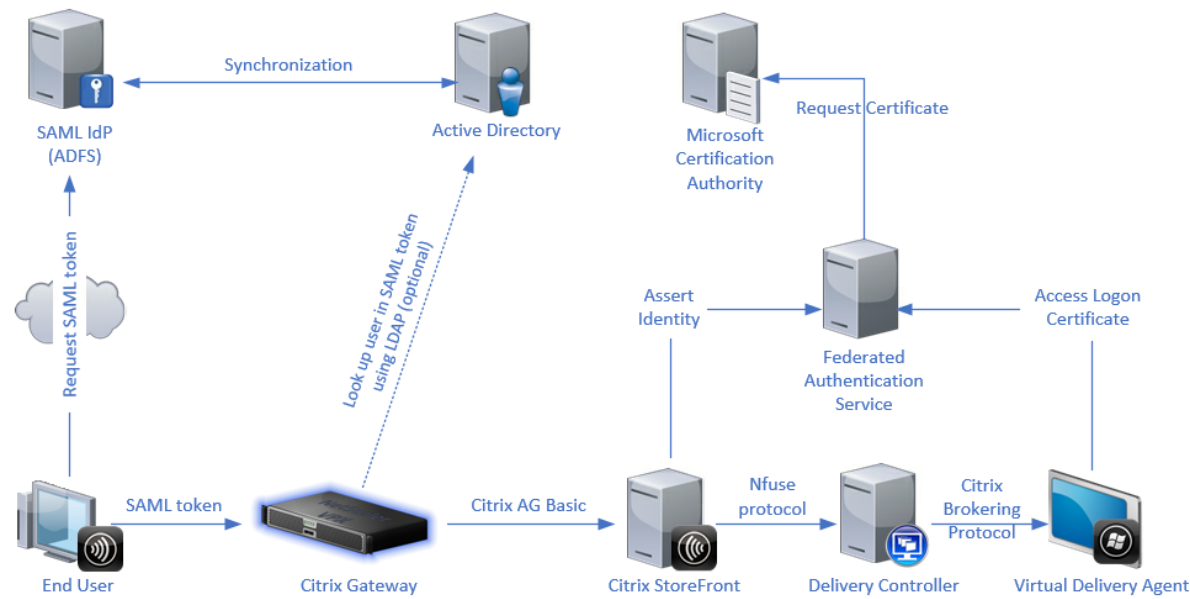 Synchronization
SAML IdP
(ADFS)
Active Directory
Request Certificate
Microsoft
Certification
Authority
Request SAML token
Look up user in SAML token
using LDAP (optional)
Assert
Identity
Access Logon
Certificate
Federated
Authentication
Service
SAML token
Citrix AG Basic
Nfuse
protocol
Citrix
Brokering
Protocol
End User
Citrix Gateway
Citrix StoreFront
Delivery Controller
Virtual Delivery Agent